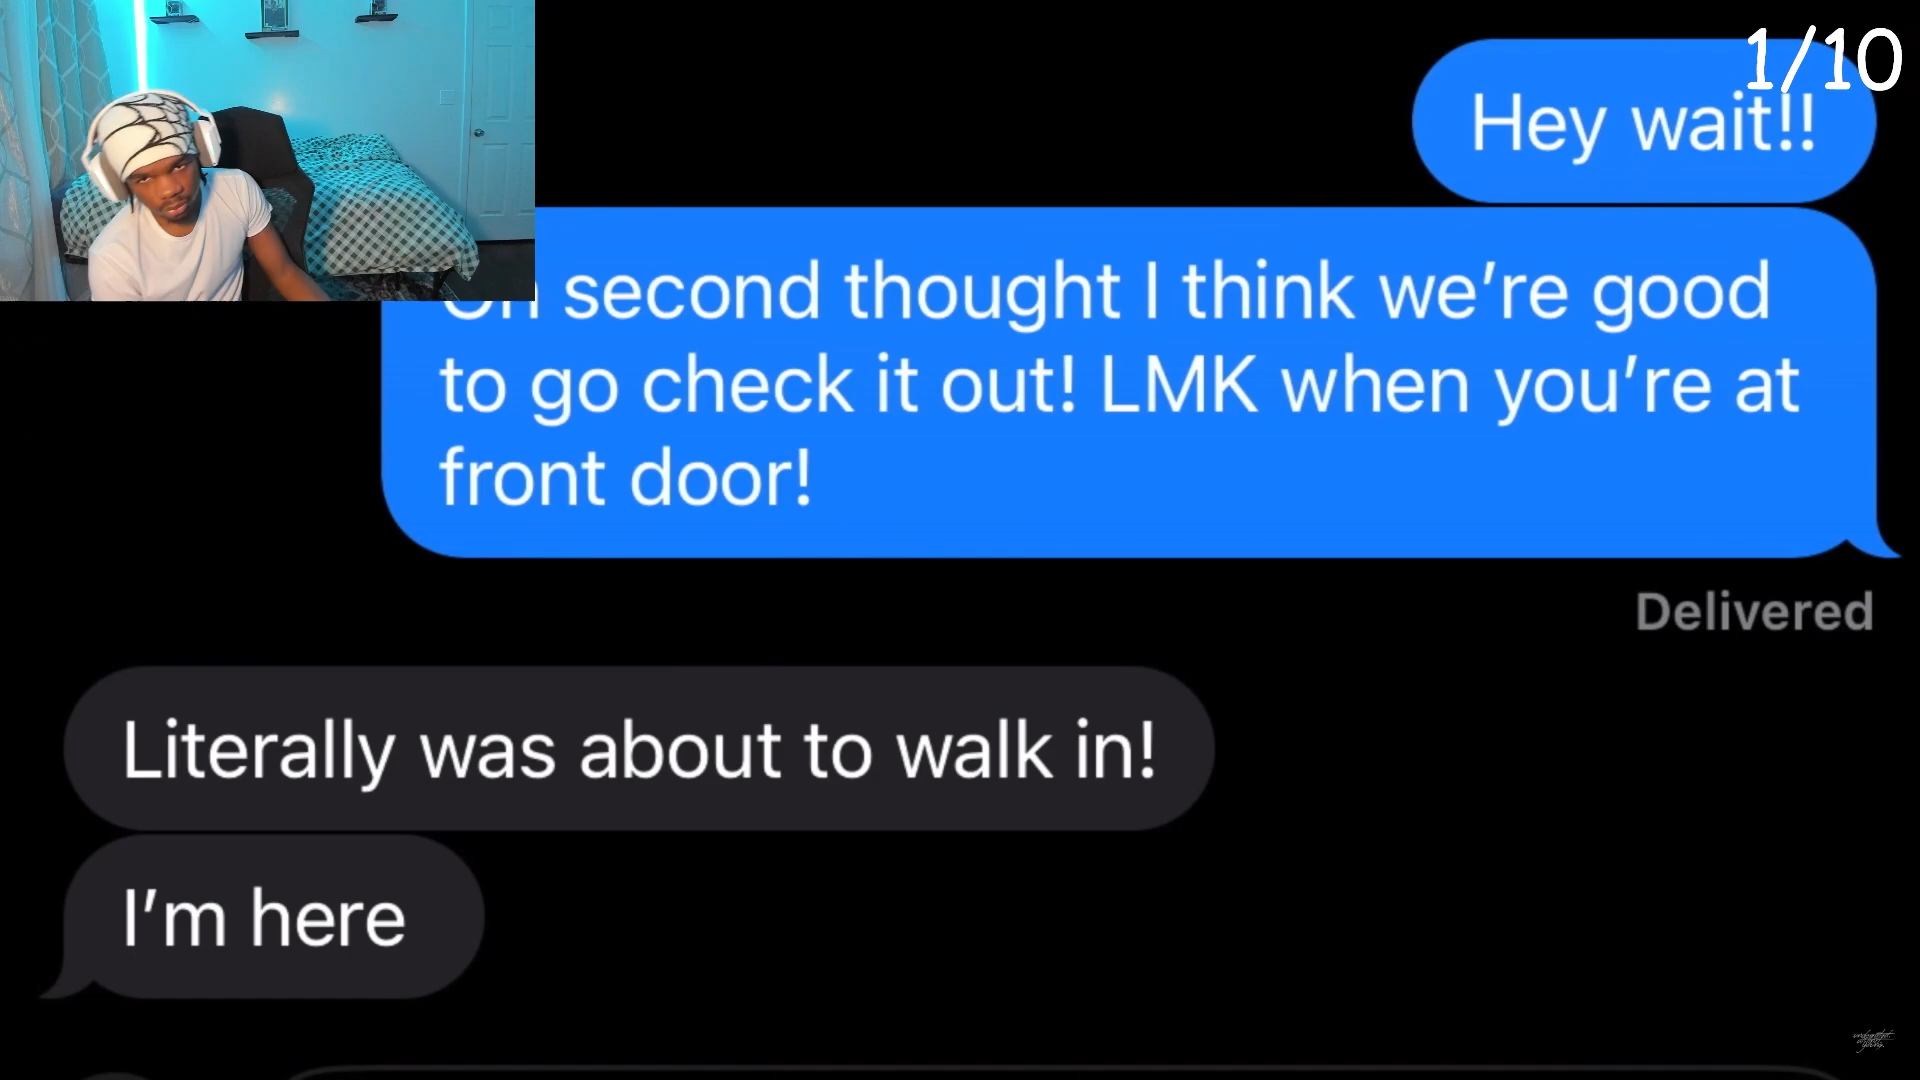 1/10
Hey wait!!
On second thought I think we’re good
to go check it out! LMK when you’re at
front door!
Delivered
Literally was about to walk in!
I’m here